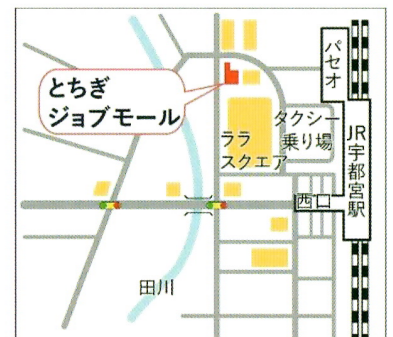 とちぎ
ジョブモール
パセオ
タクシー
乗り場
ララ
スクエア
JR宇都宮駅
西口
田川